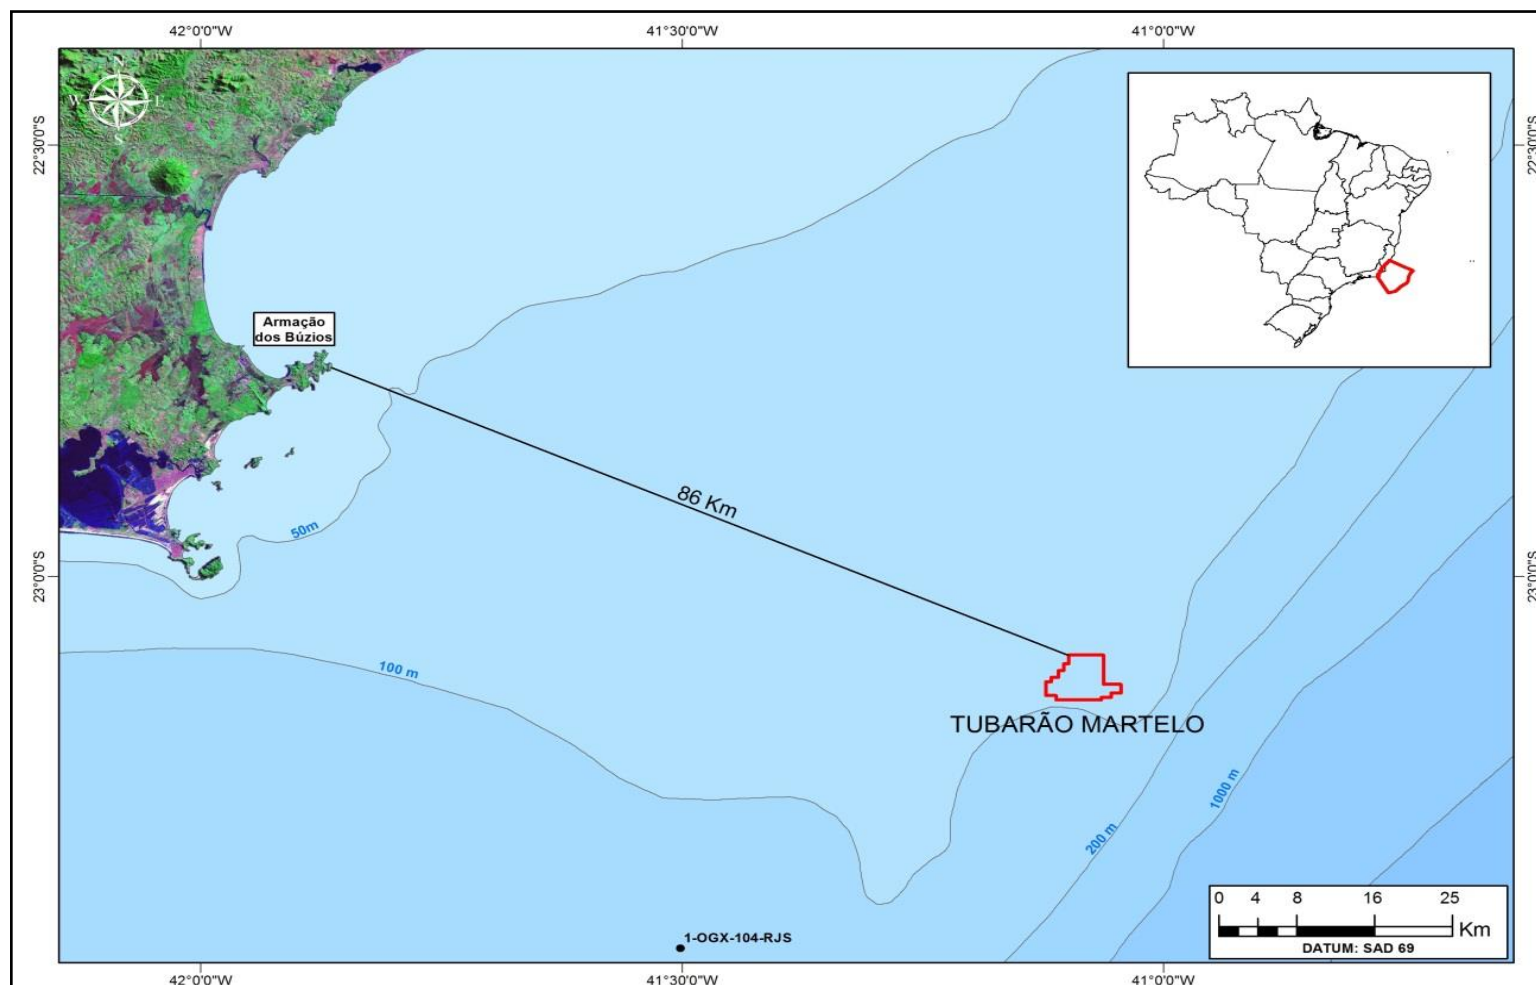 42°0'0"W
41°30'0"W
41°0'0"W
N
W
E
S
22°30'0"S
22°30'0"S
Armação
dos Búzios
86 Km
50m
23°0'0"S
23°0'0"S
100 m
TUBARÃO MARTELO
1000 m
200 m
1-OGX-104-RJS
0 4 8 16 25
Km
DATUM: SAD 69
42°0'0"W
41°30'0"W
41°0'0"W